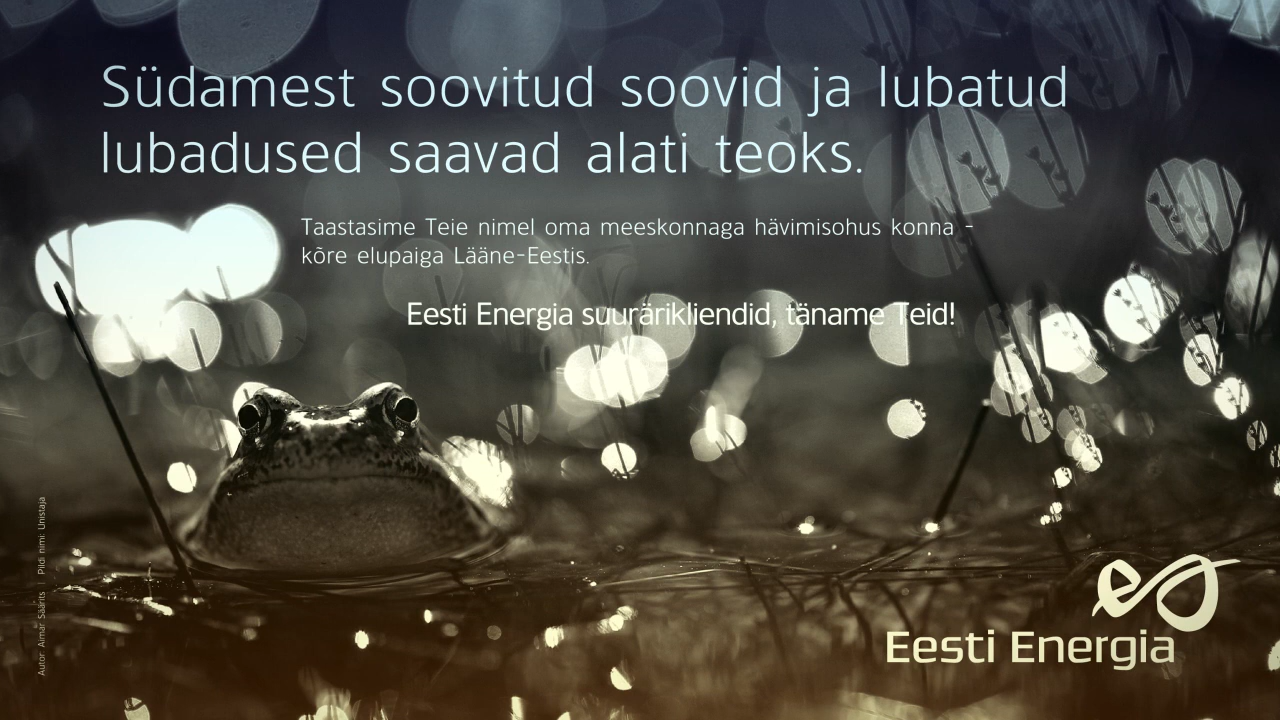 Südamest soovitud soovid ja lubatud
lubadused saavad alati teoks.
Taastasime Teie nimel oma meeskonnaga hävimisohus konna -
kõre elupaiga Lääne-Eestis.
Eesti Energia suurärikliendid, täname Teid!
Autor: Aimar Säärits | Pildi nimi: Unistaja
Eesti Energia